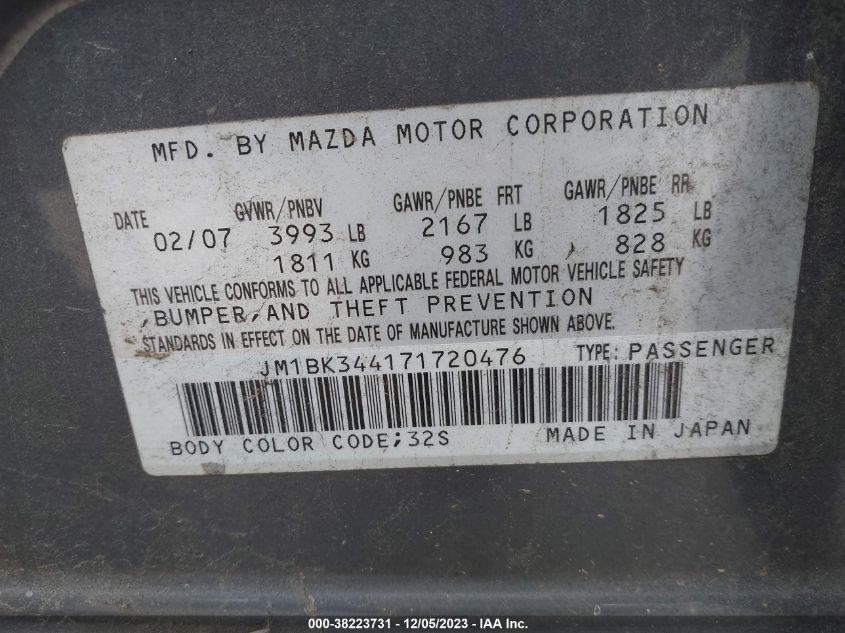 MFD. BY MAZDA MOTOR CORPORATION
DATE GVWR/PNBV GAWR/PNBE FRT GAWR/PNBE RR
02/07 3993 LB 2167 LB 1825 LB
1811 KG 983 KG 828 KG
THIS VEHICLE CONFORMS TO ALL APPLICABLE FEDERAL MOTOR VEHICLE SAFETY
,BUMPER,AND THEFT PREVENTION
STANDARDS IN EFFECT ON THE DATE OF MANUFACTURE SHOWN ABOVE.
JM1BK344171720476 TYPE: PASSENGER
BODY COLOR CODE;32S MADE IN JAPAN
000-38223731 - 12/05/2023 - IAA Inc.